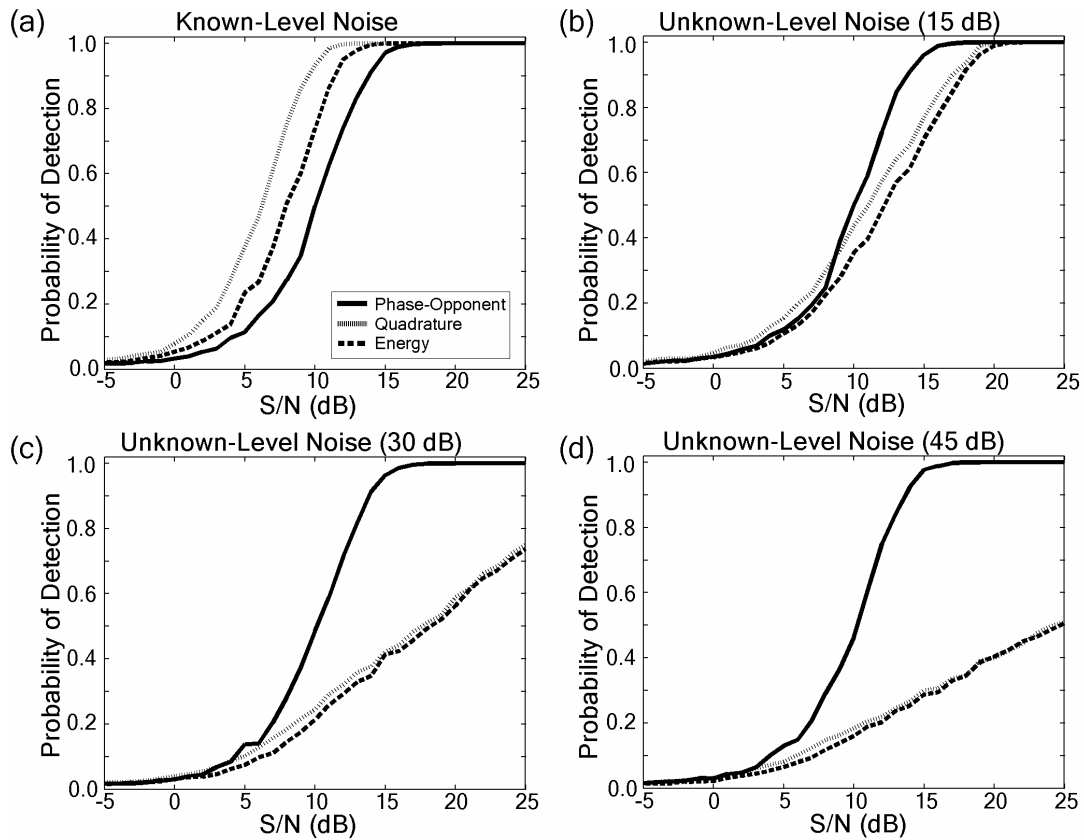 (a) Known-Level Noise
Probability of Detection
1.0
0.8
0.6
0.4
0.2
0.0
Phase-Opponent
Quadrature
Energy
-5 0 5 10 15 20 25
S/N (dB)
(b) Unknown-Level Noise (15 dB)
Probability of Detection
1.0
0.8
0.6
0.4
0.2
0.0
-5 0 5 10 15 20 25
S/N (dB)
(c) Unknown-Level Noise (30 dB)
Probability of Detection
1.0
0.8
0.6
0.4
0.2
0.0
-5 0 5 10 15 20 25
S/N (dB)
(d) Unknown-Level Noise (45 dB)
Probability of Detection
1.0
0.8
0.6
0.4
0.2
0.0
-5 0 5 10 15 20 25
S/N (dB)